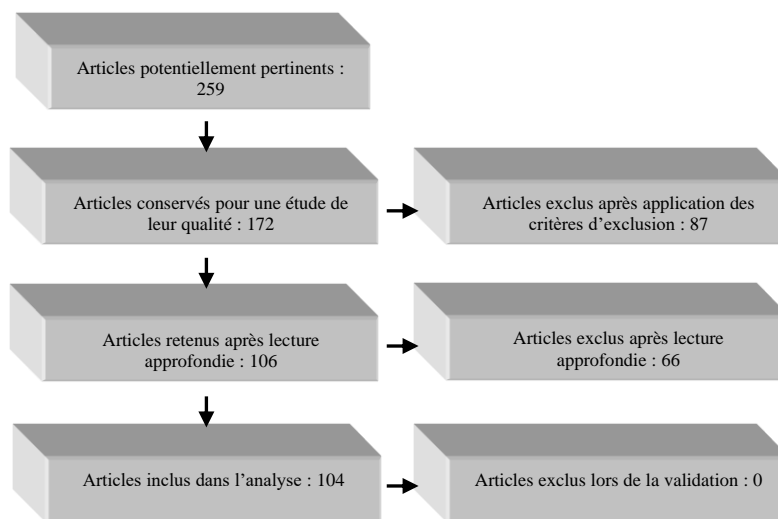 Articles potentiellement pertinents :
259
Articles conservés pour une étude de
leur qualité : 172
Articles exclus après application des
critères d’exclusion : 87
Articles retenus après lecture
approfondie : 106
Articles exclus après lecture
approfondie : 66
Articles inclus dans l’analyse : 104
Articles exclus lors de la validation : 0